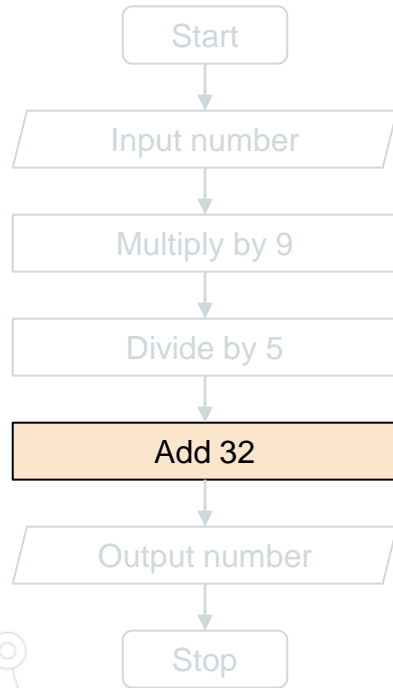 Start
Input number
Multiply by 9
Divide by 5
Add 32
Output number
Stop